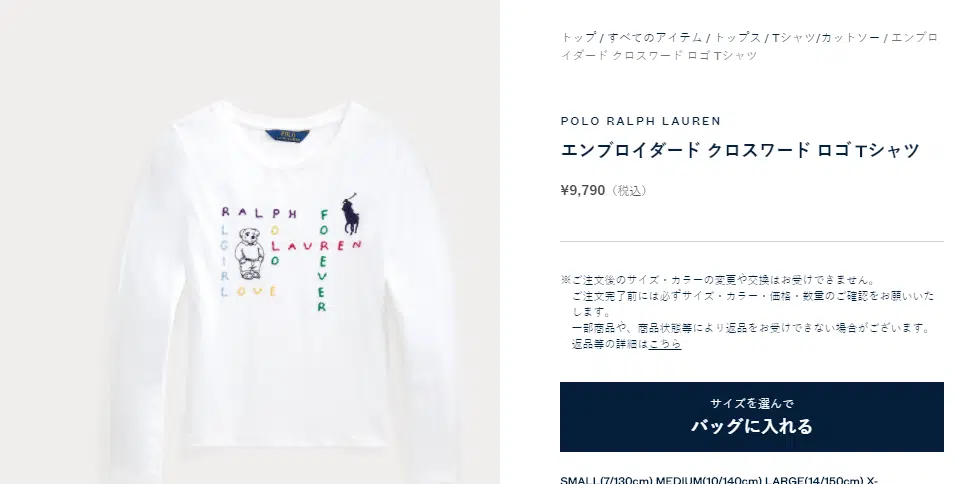 トップ / すべてのアイテム / トップス / Tシャツ/カットソー / エンブロ
イダード クロスワード ロゴ Tシャツ
POLO RALPH LAUREN
エンブロイダード クロスワード ロゴ Tシャツ
¥9,790（税込）
※ご注文後のサイズ・カラーの変更や交換はお受けできません。
ご注文完了前には必ずサイズ・カラー・価格・数量のご確認をお願いいた
します。
一部商品や、商品状態等により返品をお受けできない場合がございます。
返品等の詳細はこちら
サイズを選んで
バッグに入れる
SMALL(7/130cm) MEDIUM(10/140cm) LARGE(14/150cm) X-
POLO
RALPH
FOREVER
POLO
LAUREN
LGIRL
LOVE